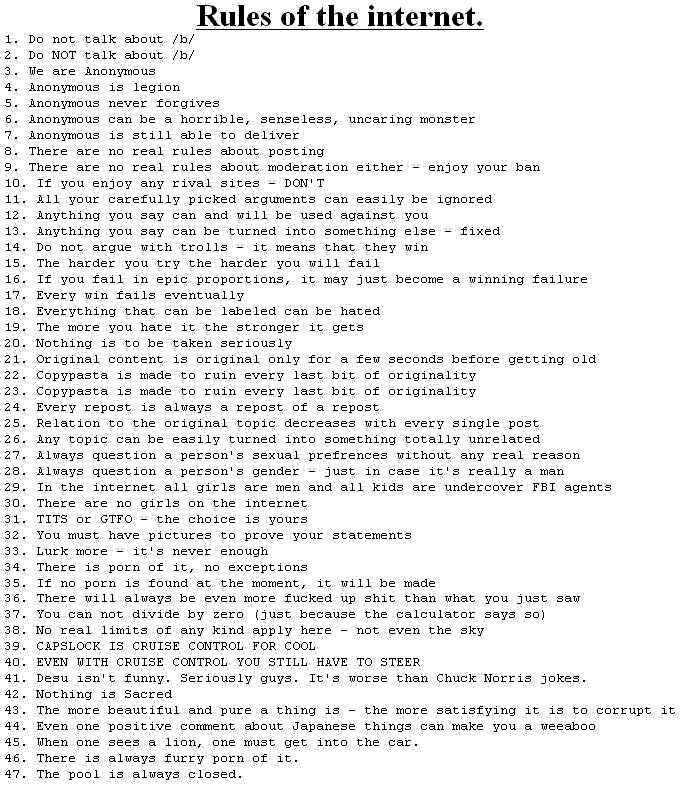 Rules of the internet.
1. Do not talk about /b/
2. Do NOT talk about /b/
3. We are Anonymous
4. Anonymous is legion
5. Anonymous never forgives
6. Anonymous can be a horrible, senseless, uncaring monster
7. Anonymous is still able to deliver
8. There are no real rules about posting
9. There are no real rules about moderation either - enjoy your ban
10. If you enjoy any rival sites - DON'T
11. All your carefully picked arguments can easily be ignored
12. Anything you say can and will be used against you
13. Anything you say can be turned into something else - fixed
14. Do not argue with trolls - it means that they win
15. The harder you try the harder you will fail
16. If you fail in epic proportions, it may just become a winning failure
17. Every win fails eventually
18. Everything that can be labeled can be hated
19. The more you hate it the stronger it gets
20. Nothing is to be taken seriously
21. Original content is original only for a few seconds before getting old
22. Copypasta is made to ruin every last bit of originality
23. Copypasta is made to ruin every last bit of originality
24. Every repost is always a repost of a repost
25. Relation to the original topic decreases with every single post
26. Any topic can be easily turned into something totally unrelated
27. Always question a person's sexual prefrences without any real reason
28. Always question a person's gender - just in case it's really a man
29. In the internet all girls are men and all kids are undercover FBI agents
30. There are no girls on the internet
31. TITS or GTFO - the choice is yours
32. You must have pictures to prove your statements
33. Lurk more - it's never enough
34. There is porn of it, no exceptions
35. If no porn is found at the moment, it will be made
36. There will always be even more fucked up shit than what you just saw
37. You can not divide by zero (just because the calculator says so)
38. No real limits of any kind apply here - not even the sky
39. CAPSLOCK IS CRUISE CONTROL FOR COOL
40. EVEN WITH CRUISE CONTROL YOU STILL HAVE TO STEER
41. Desu isn't funny. Seriously guys. It's worse than Chuck Norris jokes.
42. Nothing is Sacred
43. The more beautiful and pure a thing is - the more satisfying it is to corrupt it
44. Even one positive comment about Japanese things can make you a weeaboo
45. When one sees a lion, one must get into the car.
46. There is always furry porn of it.
47. The pool is always closed.